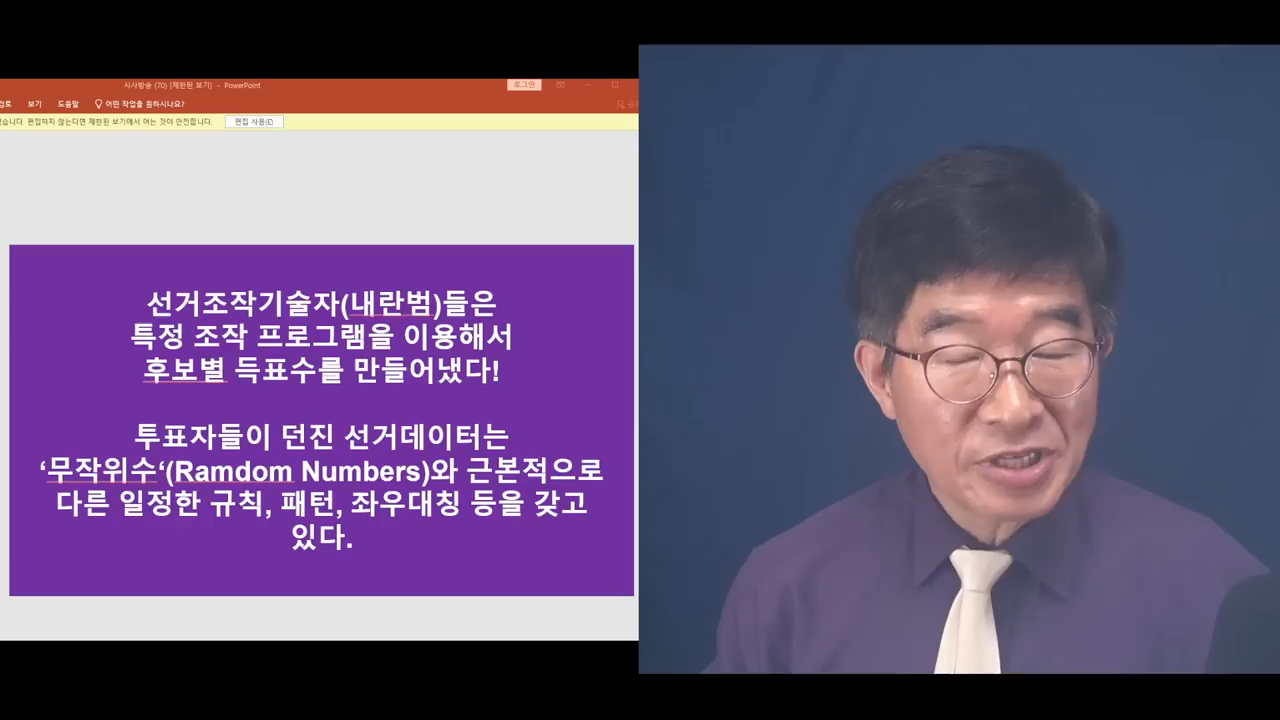 시사방송 (70) [제한된 보기] - PowerPoint
로그인
검토 보기 도움말 어떤 작업을 원하시나요?
있습니다. 편집하지 않는다면 제한된 보기에서 여는 것이 안전합니다. 편집 사용(E)
선거조작기술자(내란범)들은
특정 조작 프로그램을 이용해서
후보별 득표수를 만들어냈다!
투표자들이 던진 선거데이터는
‘무작위수‘(Ramdom Numbers)와 근본적으로
다른 일정한 규칙, 패턴, 좌우대칭 등을 갖고
있다.